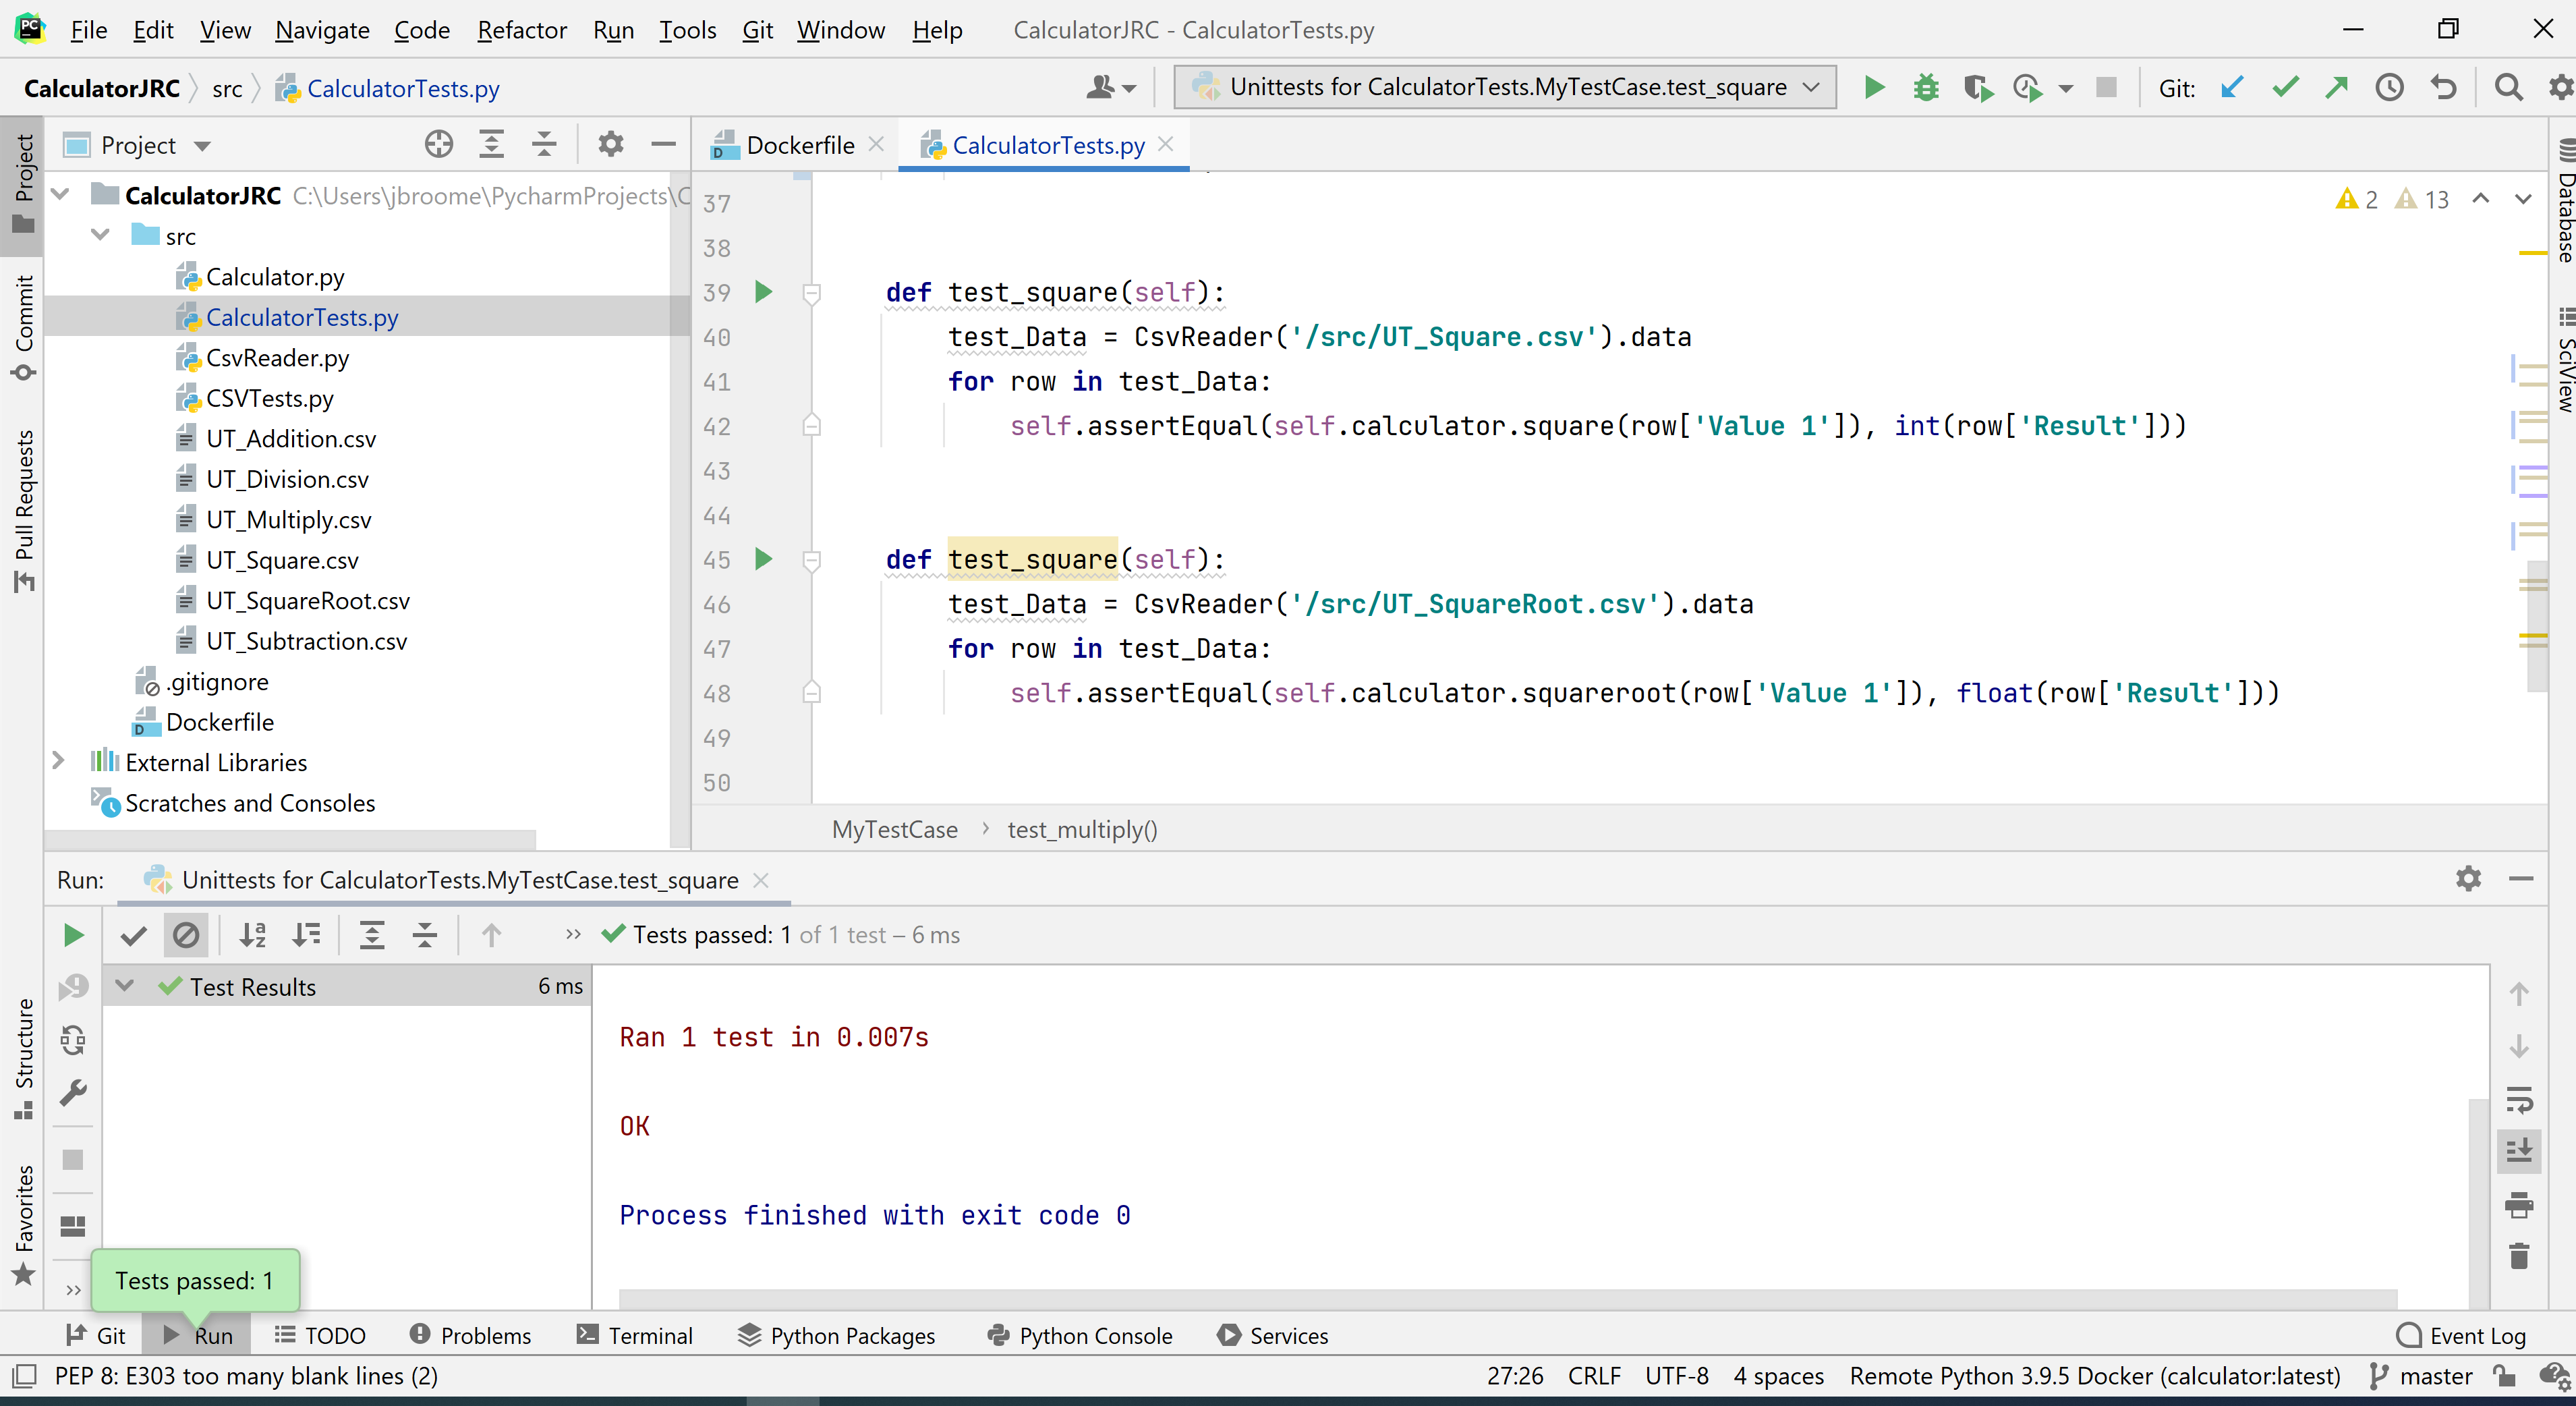 PC
File Edit View Navigate Code Refactor Run Tools Git Window Help CalculatorJRC - CalculatorTests.py
CalculatorJRC src CalculatorTests.py Unittests for CalculatorTests.MyTestCase.test_square Git:
Project
Dockerfile CalculatorTests.py
Project
Commit
Pull Requests
Structure
Favorites
CalculatorJRC C:\Users\jbroome\PycharmProjects\C
src
Calculator.py
CalculatorTests.py
CsvReader.py
CSVTests.py
UT_Addition.csv
UT_Division.csv
UT_Multiply.csv
UT_Square.csv
UT_SquareRoot.csv
UT_Subtraction.csv
.gitignore
Dockerfile
External Libraries
Scratches and Consoles
2 13
37
38
39 def test_square(self):
40 test_Data = CsvReader('/src/UT_Square.csv').data
41 for row in test_Data:
42 self.assertEqual(self.calculator.square(row['Value 1']), int(row['Result']))
43
44
45 def test_square(self):
46 test_Data = CsvReader('/src/UT_SquareRoot.csv').data
47 for row in test_Data:
48 self.assertEqual(self.calculator.squareroot(row['Value 1']), float(row['Result']))
49
50
MyTestCase › test_multiply()
Database
SciView
Run: Unittests for CalculatorTests.MyTestCase.test_square
Tests passed: 1 of 1 test – 6 ms
Test Results 6 ms
Ran 1 test in 0.007s
OK
Process finished with exit code 0
Tests passed: 1
Git Run TODO Problems Terminal Python Packages Python Console Services Event Log
PEP 8: E303 too many blank lines (2) 27:26 CRLF UTF-8 4 spaces Remote Python 3.9.5 Docker (calculator:latest) master